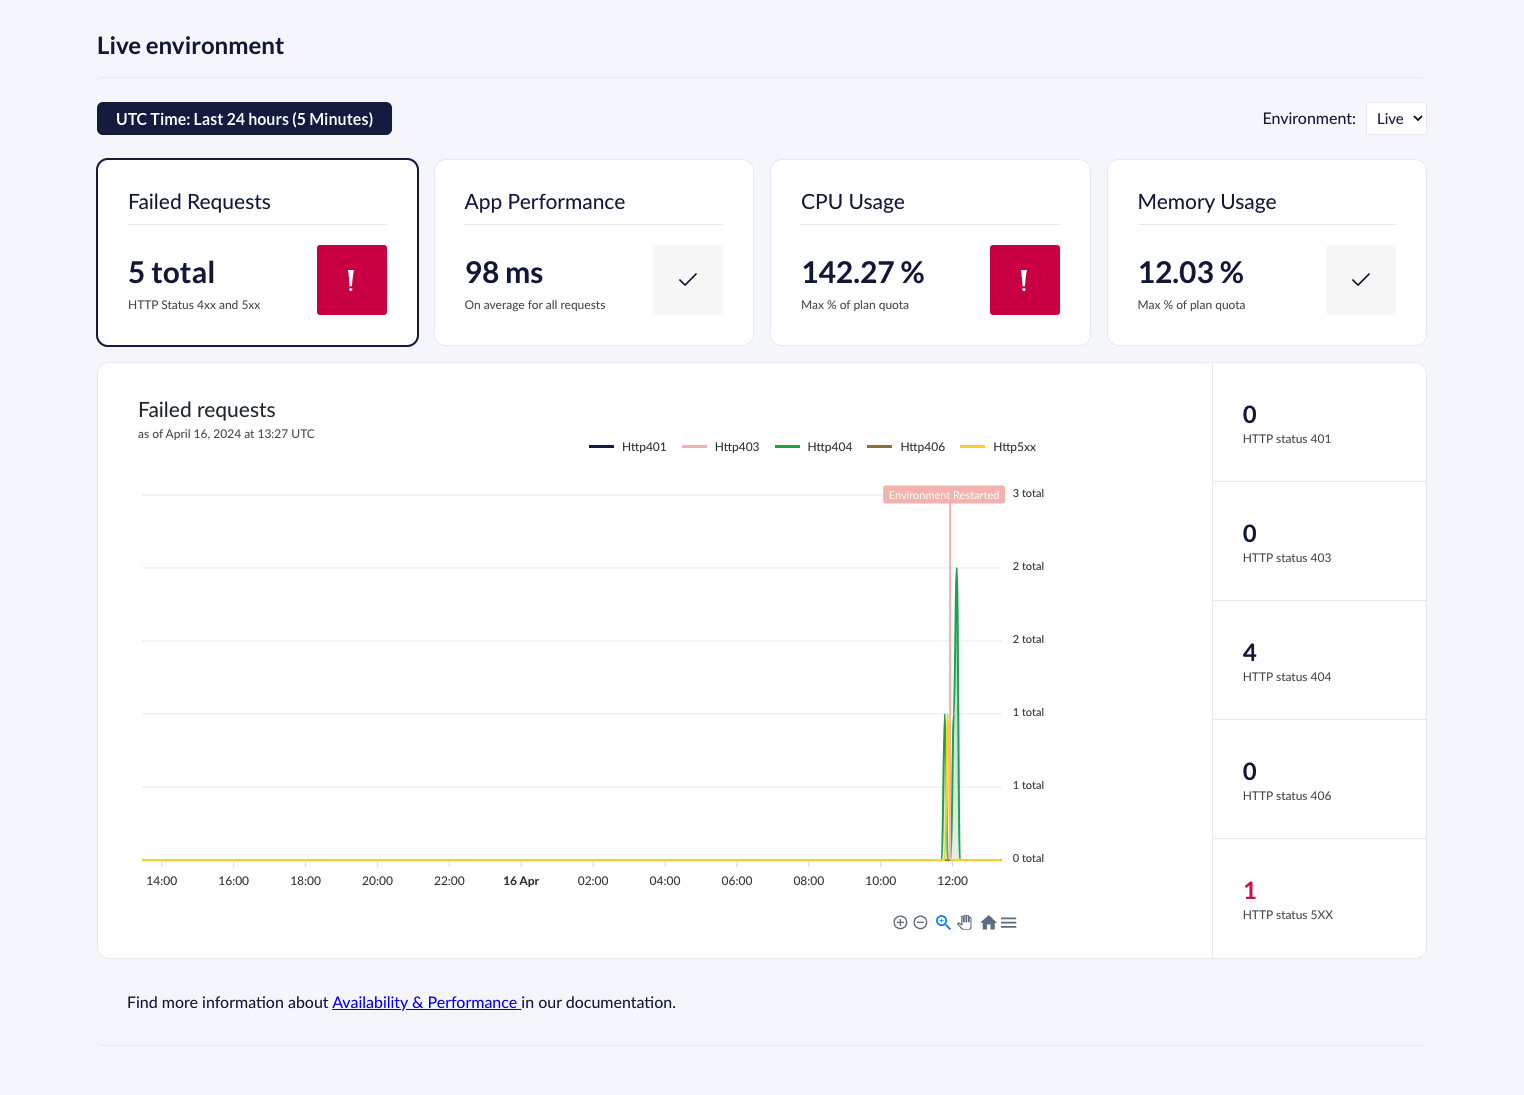 Live environment
UTC Time: Last 24 hours (5 Minutes)
Environment: Live
Failed Requests
5 total
HTTP Status 4xx and 5xx
!
App Performance
98 ms
On average for all requests
CPU Usage
142.27 %
Max % of plan quota
!
Memory Usage
12.03 %
Max % of plan quota
Failed requests
as of April 16, 2024 at 13:27 UTC
Http401 Http403 Http404 Http406 Http5xx
Environment Restarted
3 total
2 total
2 total
1 total
1 total
0 total
14:00 16:00 18:00 20:00 22:00 16 Apr 02:00 04:00 06:00 08:00 10:00 12:00
0
HTTP status 401
0
HTTP status 403
4
HTTP status 404
0
HTTP status 406
1
HTTP status 5XX
Find more information about Availability & Performance in our documentation.